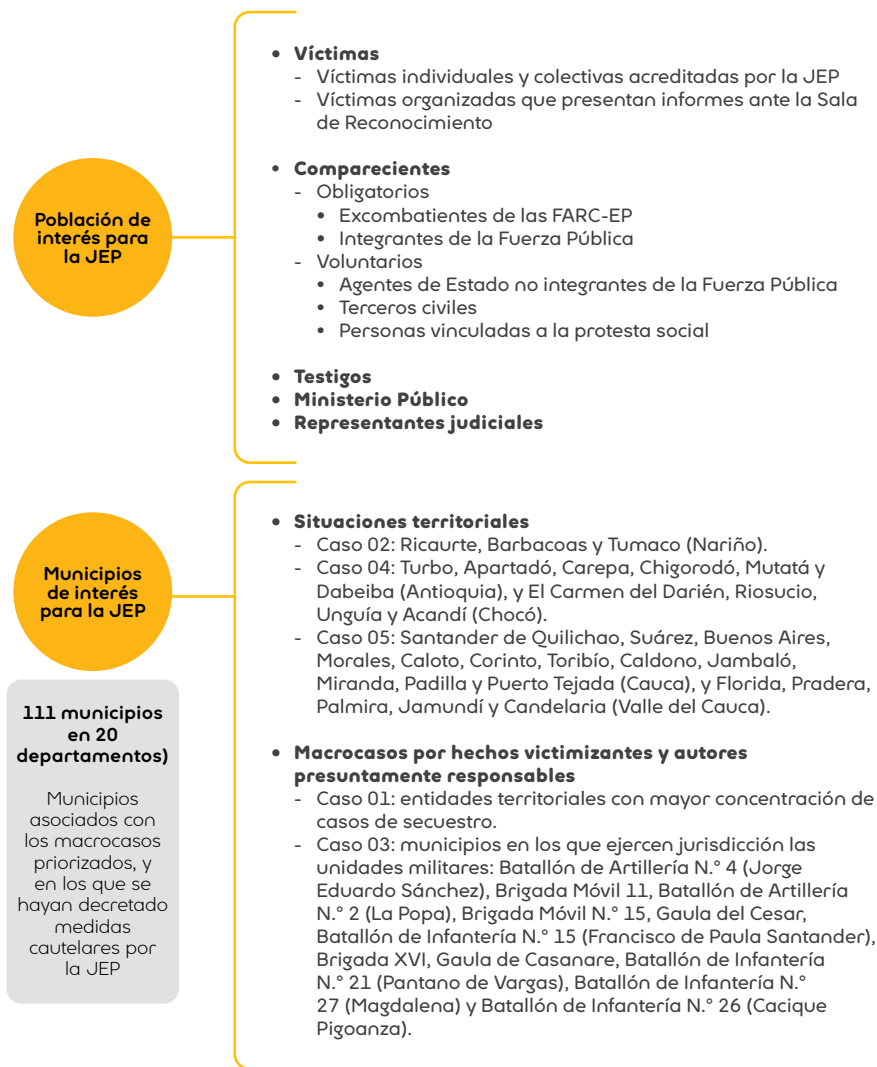 Población de
interés para
la JEP
• Víctimas
- Víctimas individuales y colectivas acreditadas por la JEP
- Víctimas organizadas que presentan informes ante la Sala
de Reconocimiento
• Comparecientes
- Obligatorios
• Excombatientes de las FARC-EP
• Integrantes de la Fuerza Pública
- Voluntarios
• Agentes de Estado no integrantes de la Fuerza Pública
• Terceros civiles
• Personas vinculadas a la protesta social
• Testigos
• Ministerio Público
• Representantes judiciales
Municipios
de interés
para la JEP
111 municipios
en 20
departamentos)
Municipios
asociados con
los macrocasos
priorizados, y
en los que se
hayan decretado
medidas
cautelares por
la JEP
• Situaciones territoriales
- Caso 02: Ricaurte, Barbacoas y Tumaco (Nariño).
- Caso 04: Turbo, Apartadó, Carepa, Chigorodó, Mutatá y
Dabeiba (Antioquia), y El Carmen del Darién, Riosucio,
Unguía y Acandí (Chocó).
- Caso 05: Santander de Quilichao, Suárez, Buenos Aires,
Morales, Caloto, Corinto, Toribío, Caldono, Jambaló,
Miranda, Padilla y Puerto Tejada (Cauca), y Florida, Pradera,
Palmira, Jamundí y Candelaria (Valle del Cauca).
• Macrocasos por hechos victimizantes y autores
presuntamente responsables
- Caso 01: entidades territoriales con mayor concentración de
casos de secuestro.
- Caso 03: municipios en los que ejercen jurisdicción las
unidades militares: Batallón de Artillería N.° 4 (Jorge
Eduardo Sánchez), Brigada Móvil 11, Batallón de Artillería
N.° 2 (La Popa), Brigada Móvil N.° 15, Gaula del Cesar,
Batallón de Infantería N.° 15 (Francisco de Paula Santander),
Brigada XVI, Gaula de Casanare, Batallón de Infantería
N.° 21 (Pantano de Vargas), Batallón de Infantería N.°
27 (Magdalena) y Batallón de Infantería N.° 26 (Cacique
Pigoanza).